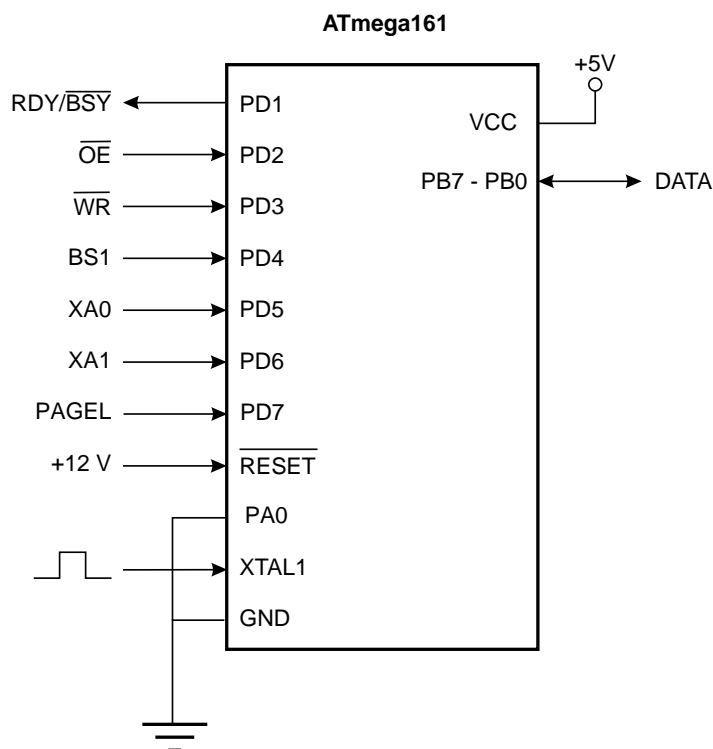 ATmega161
+5V
RDY/BSY
PD1
VCC
OE
PD2
PB7 - PB0
DATA
WR
PD3
BS1
PD4
XA0
PD5
XA1
PD6
PAGEL
PD7
+12 V
RESET
PA0
XTAL1
GND